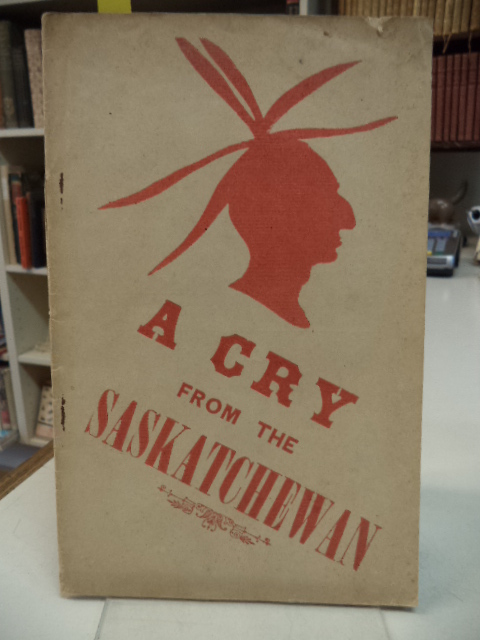 A CRY
FROM THE
SASKATCHEWAN